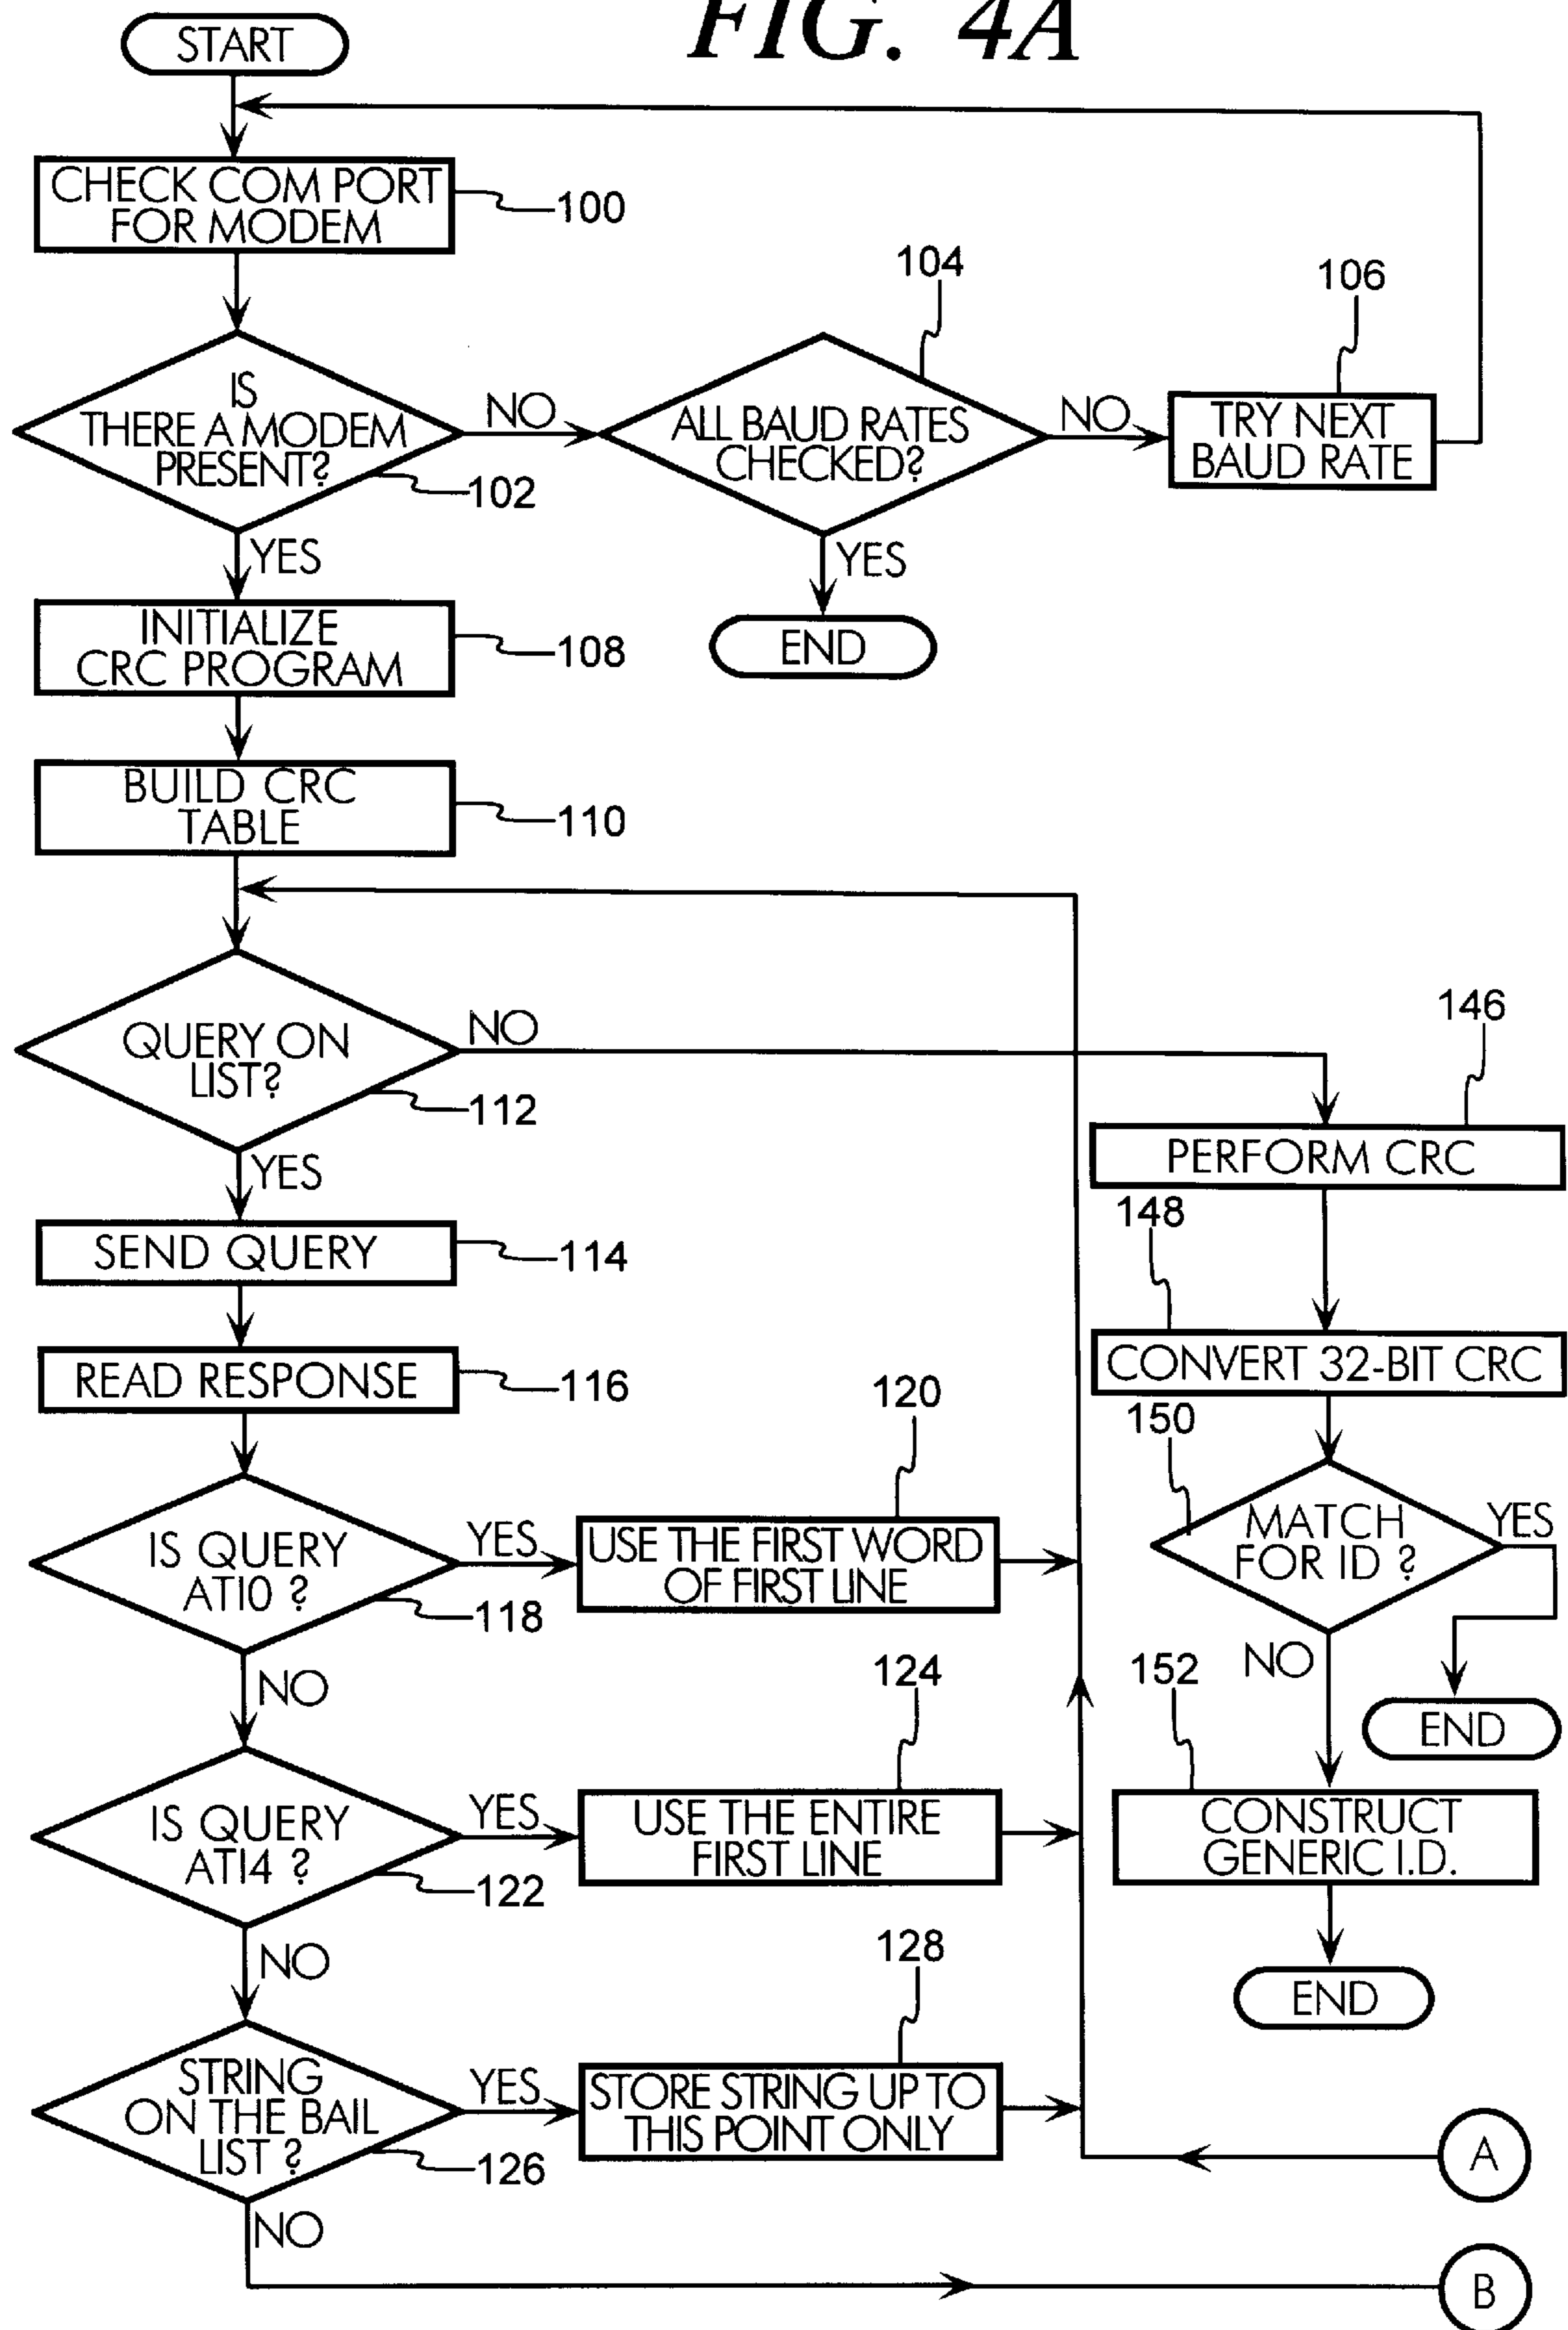 FIG. 4A
START
CHECK COM PORT
FOR MODEM
100
104
106
IS
THERE A MODEM
PRESENT?
102
NO
ALL BAUD RATES
CHECKED?
NO
TRY NEXT
BAUD RATE
YES
YES
INITIALIZE
CRC PROGRAM
108
END
BUILD CRC
TABLE
110
QUERY ON
LIST?
112
NO
146
PERFORM CRC
YES
148
SEND QUERY
114
CONVERT 32-BIT CRC
READ RESPONSE
116
120
150
IS QUERY
ATI0 ?
118
YES
USE THE FIRST WORD
OF FIRST LINE
MATCH
FOR ID ?
YES
NO
NO
124
152
END
IS QUERY
ATI4 ?
122
YES
USE THE ENTIRE
FIRST LINE
CONSTRUCT
GENERIC I.D.
NO
128
END
STRING
ON THE BAIL
LIST ?
126
YES
STORE STRING UP TO
THIS POINT ONLY
A
NO
B